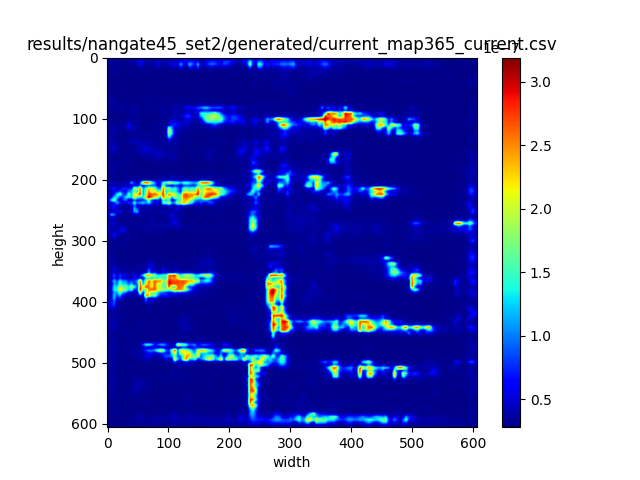 results/nangate45_set2/generated/current_map365_current.csv
1e−7
0
100
200
300
400
500
600
height
0 100 200 300 400 500 600
width
3.0
2.5
2.0
1.5
1.0
0.5